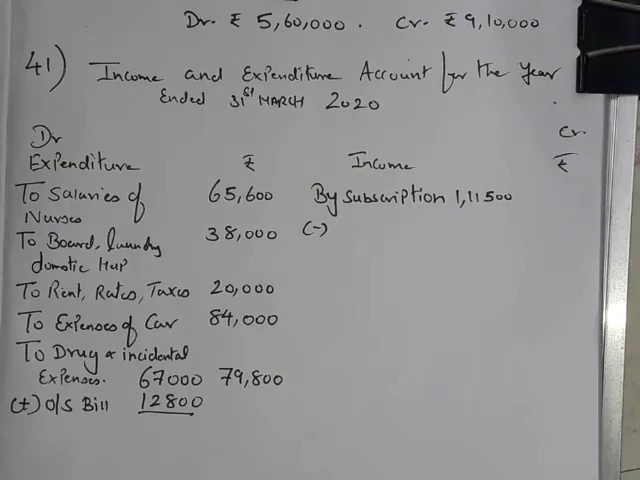 Dr. ₹ 5,60,000. Cr. ₹ 9,10,000
41) Income and Expenditure Account for the Year
Ended 31st MARCH 2020
Dr Cr.
Expenditure ₹ Income ₹
To Salaries of 65,600 By Subscription 1,11500
Nurses
To Board, laundry 38,000 (-)
domotic Help
To Rent, Rates, Taxes 20,000
To Expenses of Car 84,000
To Drug & incidental
Expenses. 67000 79,800
(+) O/S Bill 12800